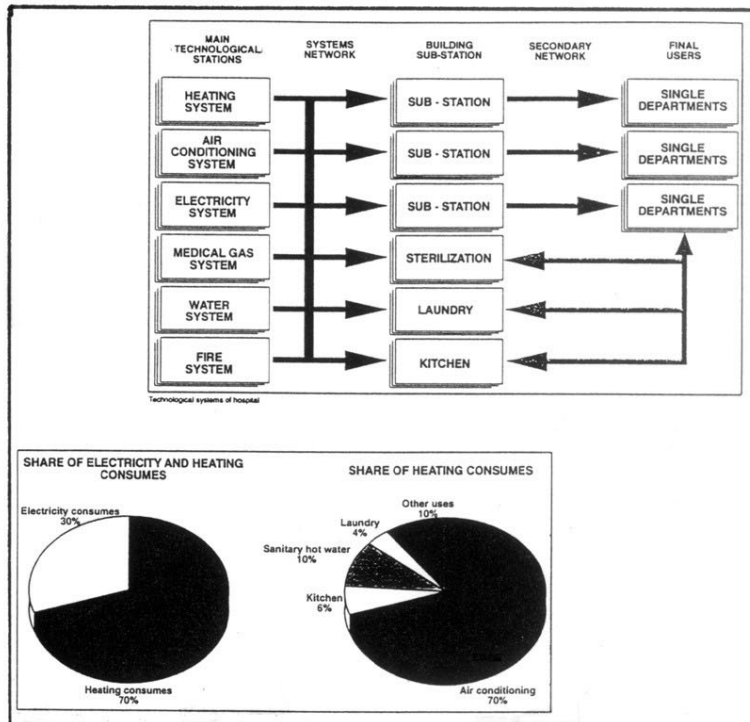 MAIN
TECHNOLOGICAL
STATIONS
SYSTEMS
NETWORK
BUILDING
SUB-STATION
SECONDARY
NETWORK
FINAL
USERS
HEATING
SYSTEM
SUB - STATION
SINGLE
DEPARTMENTS
AIR
CONDITIONING
SYSTEM
SUB - STATION
SINGLE
DEPARTMENTS
ELECTRICITY
SYSTEM
SUB - STATION
SINGLE
DEPARTMENTS
MEDICAL GAS
SYSTEM
STERILIZATION
WATER
SYSTEM
LAUNDRY
FIRE
SYSTEM
KITCHEN
Technological systems of hospital
SHARE OF ELECTRICITY AND HEATING
CONSUMES
Electricity consumes
30%
Heating consumes
70%
SHARE OF HEATING CONSUMES
Other uses
10%
Laundry
4%
Sanitary hot water
10%
Kitchen
6%
Air conditioning
70%